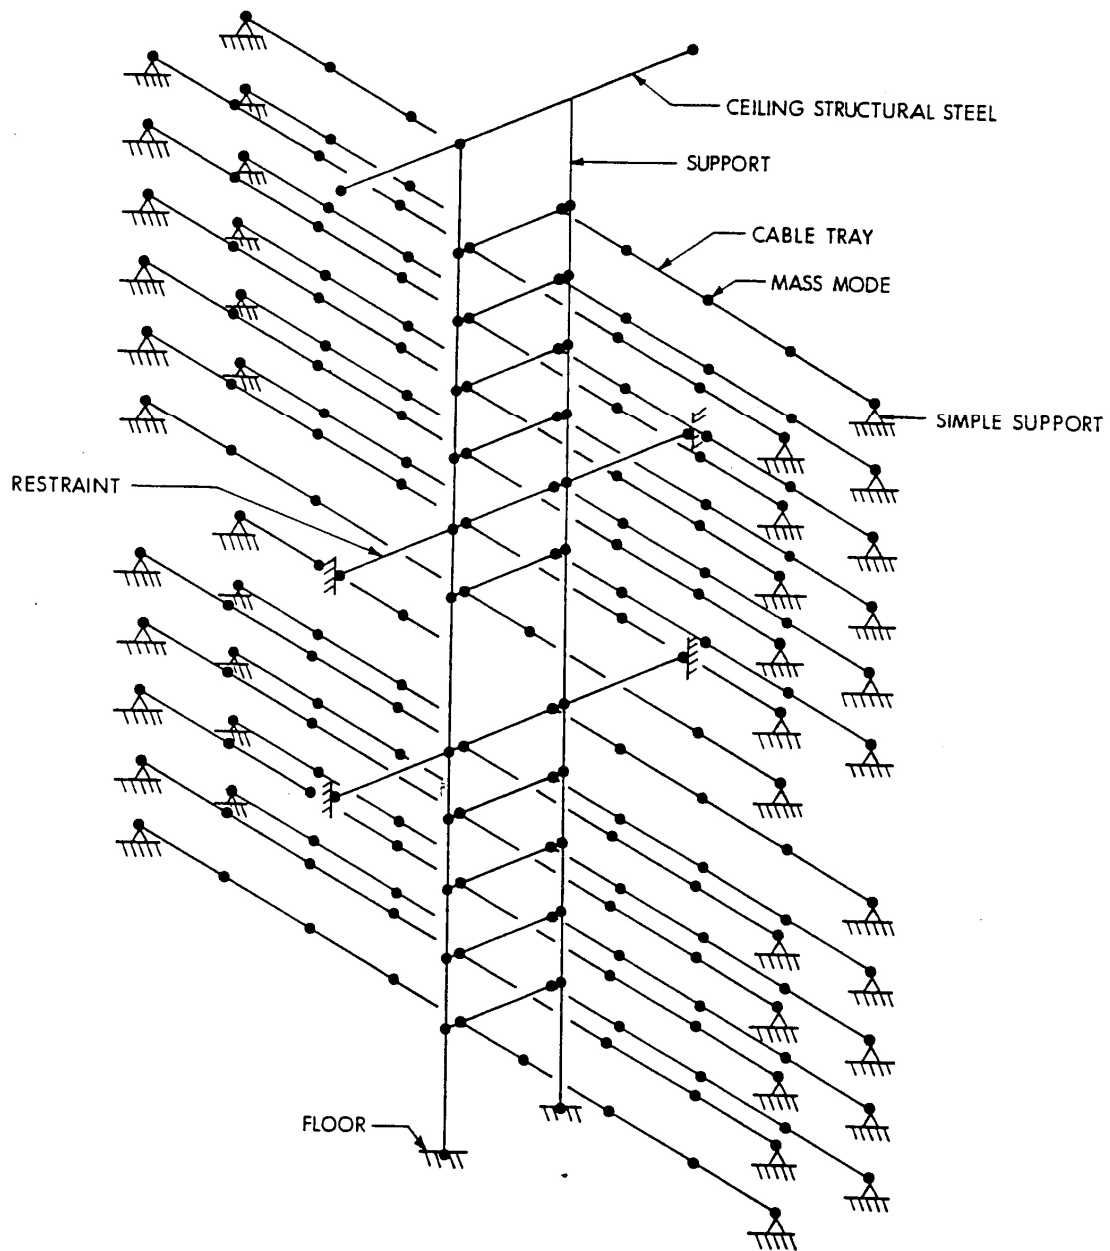 CEILING STRUCTURAL STEEL
SUPPORT
CABLE TRAY
MASS MODE
SIMPLE SUPPORT
RESTRAINT
FLOOR